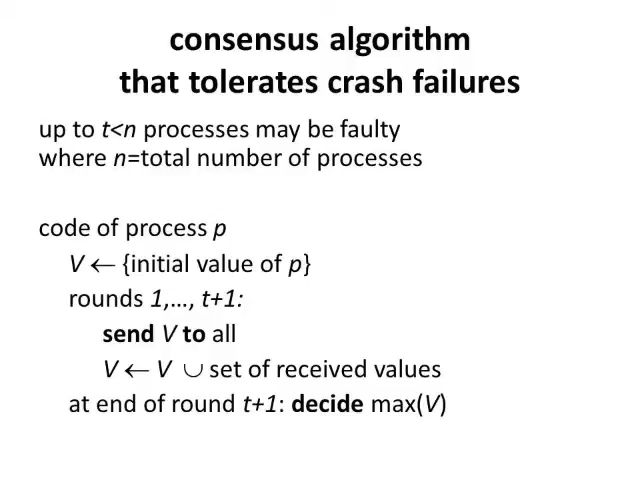 consensus algorithm
that tolerates crash failures
up to t<n processes may be faulty
where n=total number of processes
code of process p
V ← {initial value of p}
rounds 1,…, t+1:
send V to all
V ← V ∪ set of received values
at end of round t+1: decide max(V)